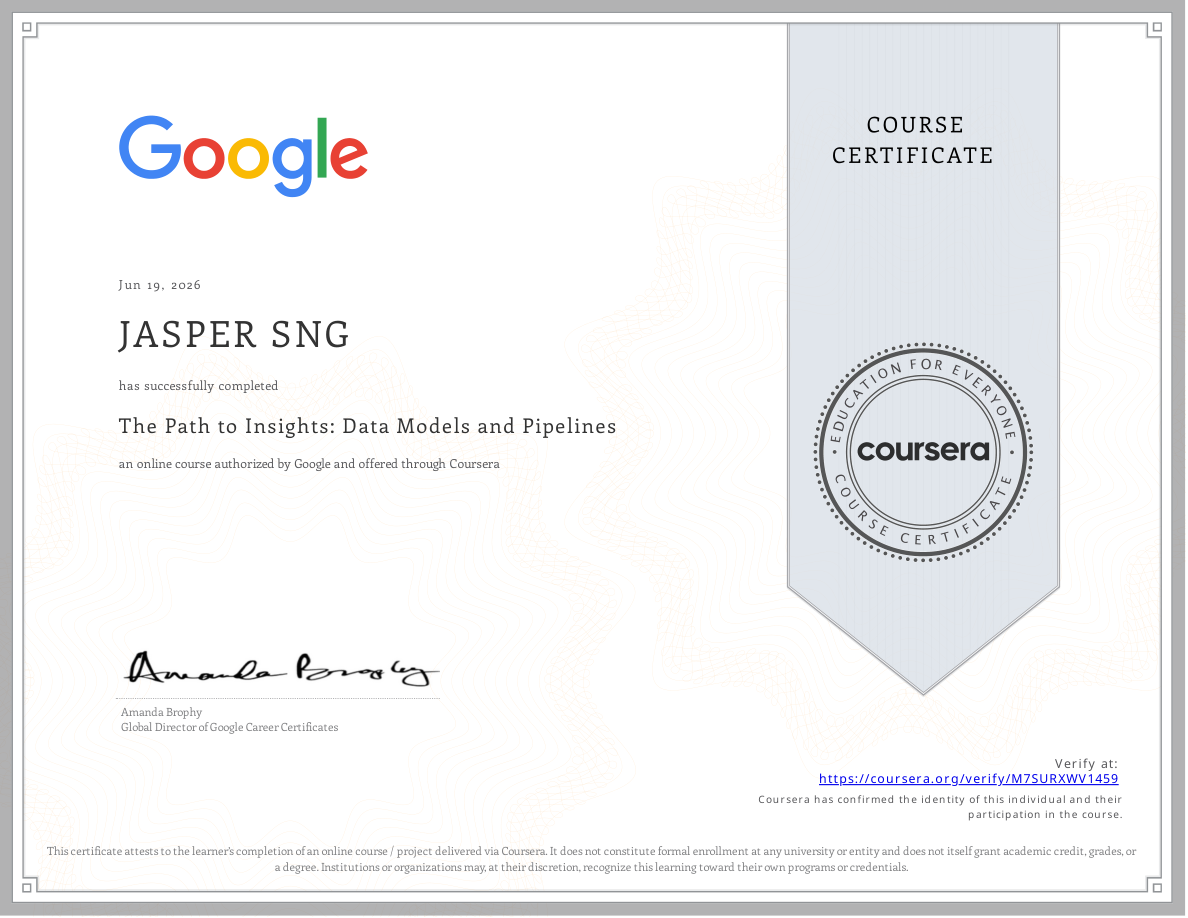 Google
COURSE
CERTIFICATE
Jun 19, 2026
JASPER SNG
has successfully completed
The Path to Insights: Data Models and Pipelines
an online course authorized by Google and offered through Coursera
EDUCATION FOR EVERYONE
coursera
COURSE CERTIFICATE
Amanda Brophy
Amanda Brophy
Global Director of Google Career Certificates
Verify at:
https://coursera.org/verify/M7SURXWV1459
Coursera has confirmed the identity of this individual and their
participation in the course.
This certificate attests to the learner's completion of an online course / project delivered via Coursera. It does not constitute formal enrollment at any university or entity and does not itself grant academic credit, grades, or
a degree. Institutions or organizations may, at their discretion, recognize this learning toward their own programs or credentials.